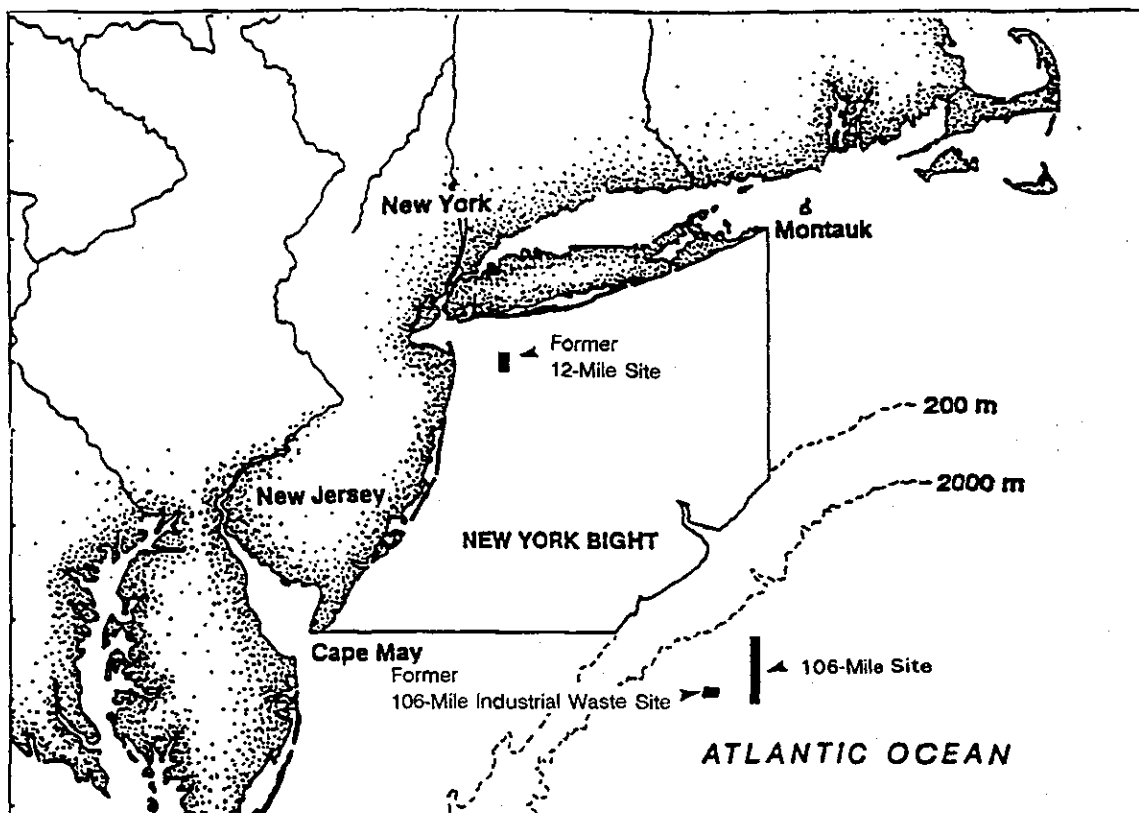 New York
Montauk
Former
12-Mile Site
200 m
2000 m
New Jersey
NEW YORK BIGHT
Cape May
Former
106-Mile Industrial Waste Site
106-Mile Site
ATLANTIC OCEAN